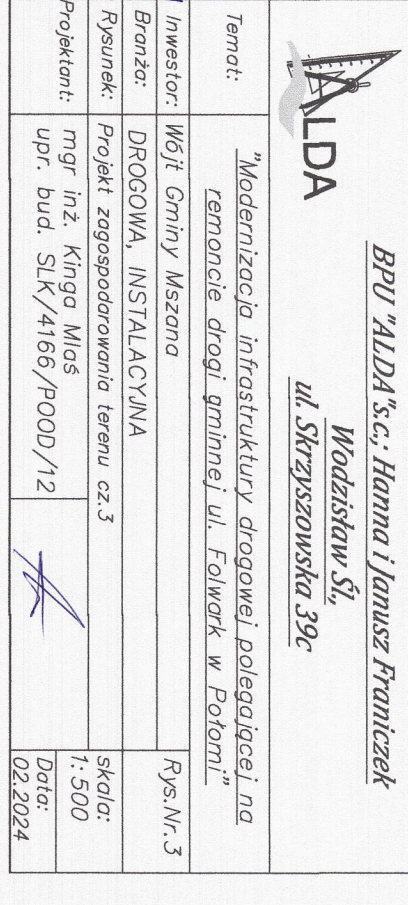 ALDA
BPU "ALDA"s.c.; Hanna i Janusz Franiczek
Wodzisław Śl.,
ul. Skrzyszowska 39c
Temat:
"Modernizacja infrastruktury drogowej polegającej na
remoncie drogi gminnej ul. Folwark w Połomi"
Inwestor: Wójt Gminy Mszana
Rys.Nr.3
Branża: DROGOWA, INSTALACYJNA
Rysunek: Projekt zagospodarowania terenu cz.3
skala:
1:500
Projektant: mgr inż. Kinga Mlaś
upr. bud. SLK/4166/POOD/12
Data:
02.2024